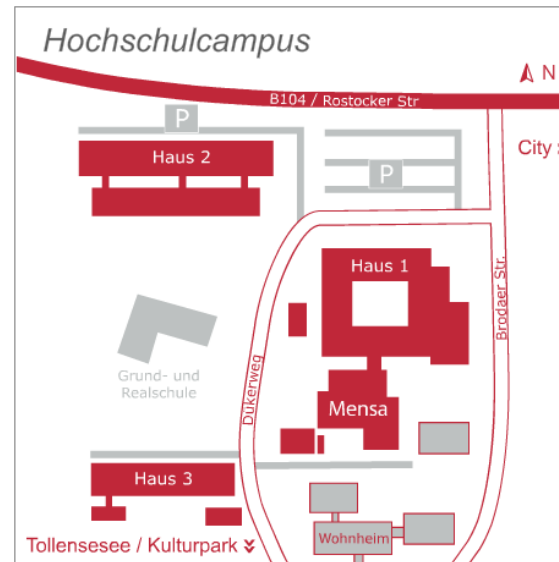 Hochschulcampus
N
B104 / Rostocker Str
P
Haus 2
P
City
Haus 1
Brodaer Str.
Grund- und
Realschule
Dükerweg
Mensa
Haus 3
Wohnheim
Tollensesee / Kulturpark